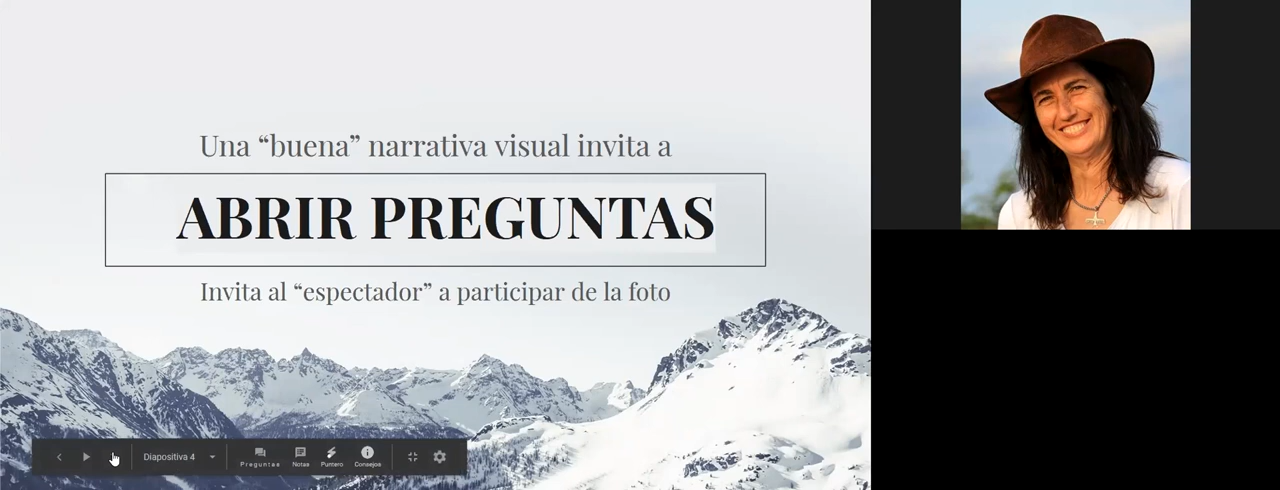 Una “buena” narrativa visual invita a
ABRIR PREGUNTAS
Invita al “espectador” a participar de la foto
Diapositiva 4
Preguntas
Notas
Puntero
Consejos